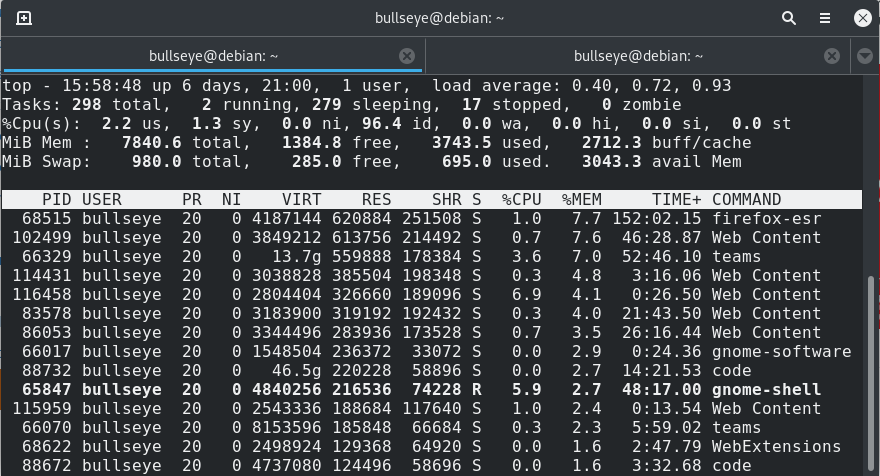 bullseye@debian: ~
bullseye@debian: ~ bullseye@debian: ~
top - 15:58:48 up 6 days, 21:00,  1 user,  load average: 0.40, 0.72, 0.93
Tasks: 298 total,   2 running, 279 sleeping,  17 stopped,   0 zombie
%Cpu(s):  2.2 us,  1.3 sy,  0.0 ni, 96.4 id,  0.0 wa,  0.0 hi,  0.0 si,  0.0 st
MiB Mem :   7840.6 total,   1384.8 free,   3743.5 used,   2712.3 buff/cache
MiB Swap:    980.0 total,    285.0 free,    695.0 used.   3043.3 avail Mem
PID USER      PR  NI    VIRT    RES    SHR S  %CPU  %MEM     TIME+ COMMAND
68515 bullseye  20   0 4187144 620884 251508 S   1.0   7.7 152:02.15 firefox-esr
102499 bullseye  20   0 3849212 613756 214492 S   0.7   7.6  46:28.87 Web Content
66329 bullseye  20   0   13.7g 559888 178384 S   3.6   7.0  52:46.10 teams
114431 bullseye  20   0 3038828 385504 198348 S   0.3   4.8   3:16.06 Web Content
116458 bullseye  20   0 2804404 326660 189096 S   6.9   4.1   0:26.50 Web Content
83578 bullseye  20   0 3183900 319192 192432 S   0.3   4.0  21:43.50 Web Content
86053 bullseye  20   0 3344496 283936 173528 S   0.7   3.5  26:16.44 Web Content
66017 bullseye  20   0 1548504 236372  33072 S   0.0   2.9   0:24.36 gnome-software
88732 bullseye  20   0   46.5g 220228  58896 S   0.0   2.7  14:21.53 code
65847 bullseye  20   0 4840256 216536  74228 R   5.9   2.7  48:17.00 gnome-shell
115959 bullseye  20   0 2543336 188684 117640 S   1.0   2.4   0:13.54 Web Content
66070 bullseye  20   0 8153596 185848  66684 S   0.3   2.3   5:59.02 teams
68622 bullseye  20   0 2498924 129368  64920 S   0.0   1.6   2:47.79 WebExtensions
88672 bullseye  20   0 4737080 124496  58696 S   0.0   1.6   3:32.68 code